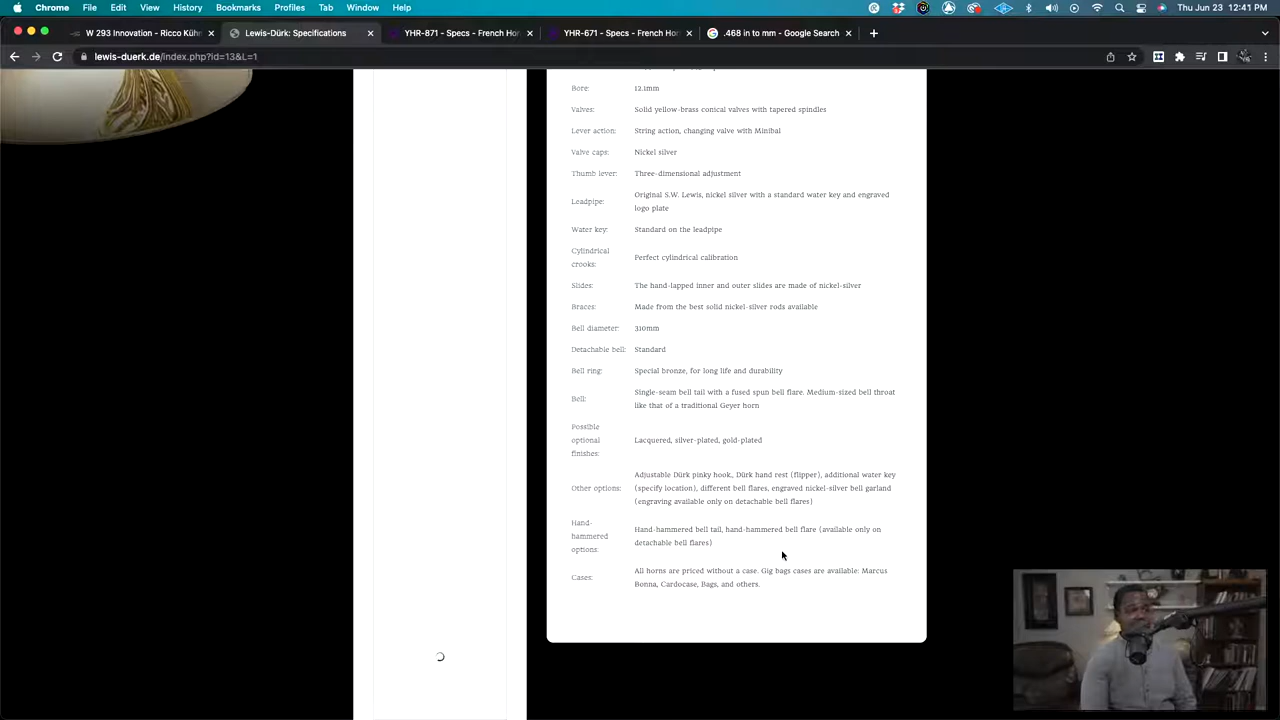 Chrome File Edit View History Bookmarks Profiles Tab Window Help Thu Jun 23 12:41 PM
W 293 Innovation - Ricco Kühn
Lewis-Dürk: Specifications
YHR-871 - Specs - French Hor
YHR-671 - Specs - French Hor
.468 in to mm - Google Search
lewis-duerk.de/index.php?id=13&L=1
Bore: 12.1mm
Valves: Solid yellow-brass conical valves with tapered spindles
Lever action: String action, changing valve with Minibal
Valve caps: Nickel silver
Thumb lever: Three-dimensional adjustment
Leadpipe: Original S.W. Lewis, nickel silver with a standard water key and engraved
logo plate
Water key: Standard on the leadpipe
Cylindrical
crooks: Perfect cylindrical calibration
Slides: The hand-lapped inner and outer slides are made of nickel-silver
Braces: Made from the best solid nickel-silver rods available
Bell diameter: 310mm
Detachable bell: Standard
Bell ring: Special bronze, for long life and durability
Bell: Single-seam bell tail with a fused spun bell flare. Medium-sized bell throat
like that of a traditional Geyer horn
Possible
optional
finishes: Lacquered, silver-plated, gold-plated
Other options: Adjustable Dürk pinky hook,, Dürk hand rest (flipper), additional water key
(specify location), different bell flares, engraved nickel-silver bell garland
(engraving available only on detachable bell flares)
Hand-
hammered
options: Hand-hammered bell tail, hand-hammered bell flare (available only on
detachable bell flares)
Cases: All horns are priced without a case. Gig bags cases are available: Marcus
Bonna, Cardocase, Bags, and others.